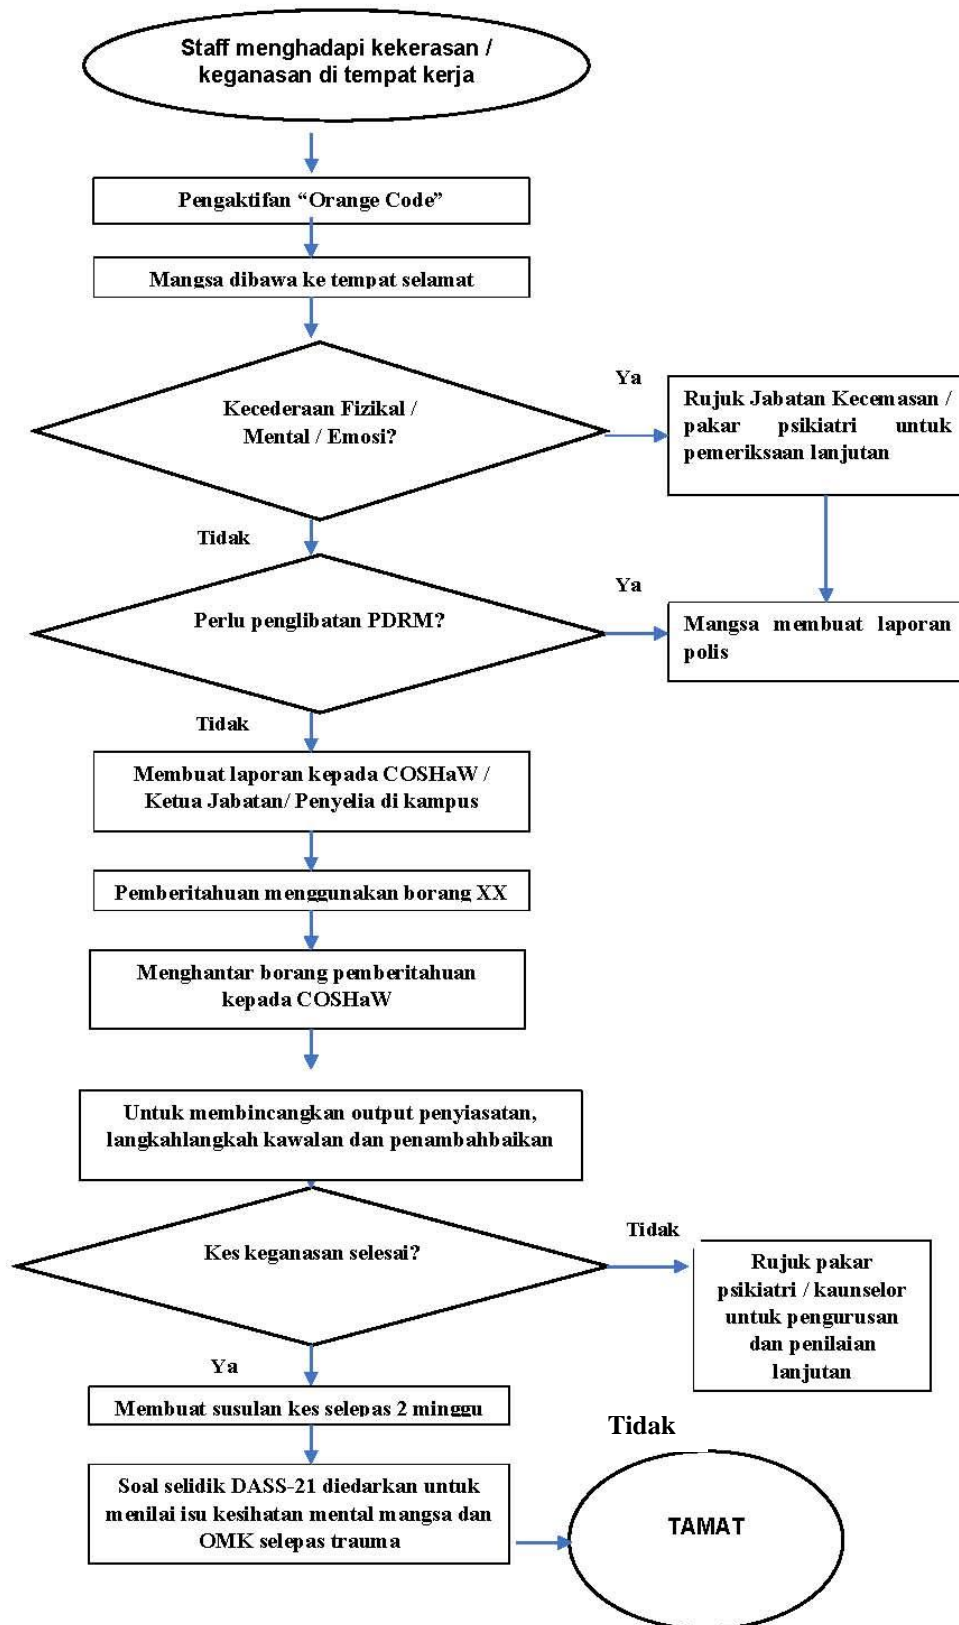 Staff menghadapi kekerasan /
keganasan di tempat kerja
Pengaktifan “Orange Code”
Mangsa dibawa ke tempat selamat
Kecederaan Fizikal /
Mental / Emosi?
Ya
Rujuk Jabatan Kecemasan /
pakar psikiatri untuk
pemeriksaan lanjutan
Tidak
Perlu penglibatan PDRM?
Ya
Mangsa membuat laporan
polis
Tidak
Membuat laporan kepada COSHaW /
Ketua Jabatan/ Penyelia di kampus
Pemberitahuan menggunakan borang XX
Menghantar borang pemberitahuan
kepada COSHaW
Untuk membincangkan output penyiasatan,
langkahlangkah kawalan dan penambahbaikan
Kes keganasan selesai?
Tidak
Rujuk pakar
psikiatri / kaunselor
untuk pengurusan
dan penilaian
lanjutan
Ya
Membuat susulan kes selepas 2 minggu
Soal selidik DASS-21 diedarkan untuk
menilai isu kesihatan mental mangsa dan
OMK selepas trauma
Tidak
TAMAT